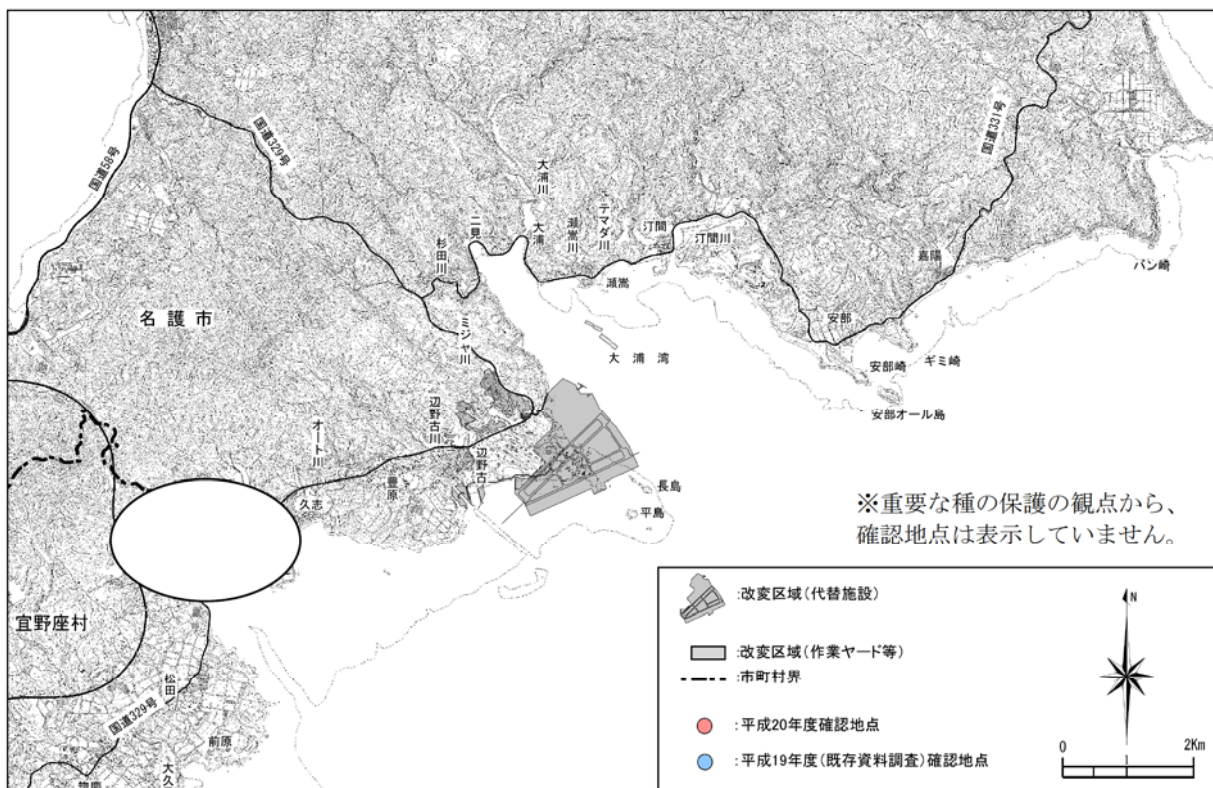 国道58号
国道329号
国道331号
名護市
杉田川
二見
大浦川
大浦
瀬嵩川
テマダ川
汀間
汀間川
瀬嵩
嘉陽
バン崎
安部
安部崎
ギミ崎
安部オール島
大浦湾
ミジャ川
辺野古川
辺野古
オート川
久志
豊原
長島
平島
宜野座村
松田
国道329号
前原
大久
惣慶
※重要な種の保護の観点から、
確認地点は表示していません。
:改変区域(代替施設)
:改変区域(作業ヤード等)
:市町村界
:平成20年度確認地点
:平成19年度(既存資料調査)確認地点
N
0 2Km